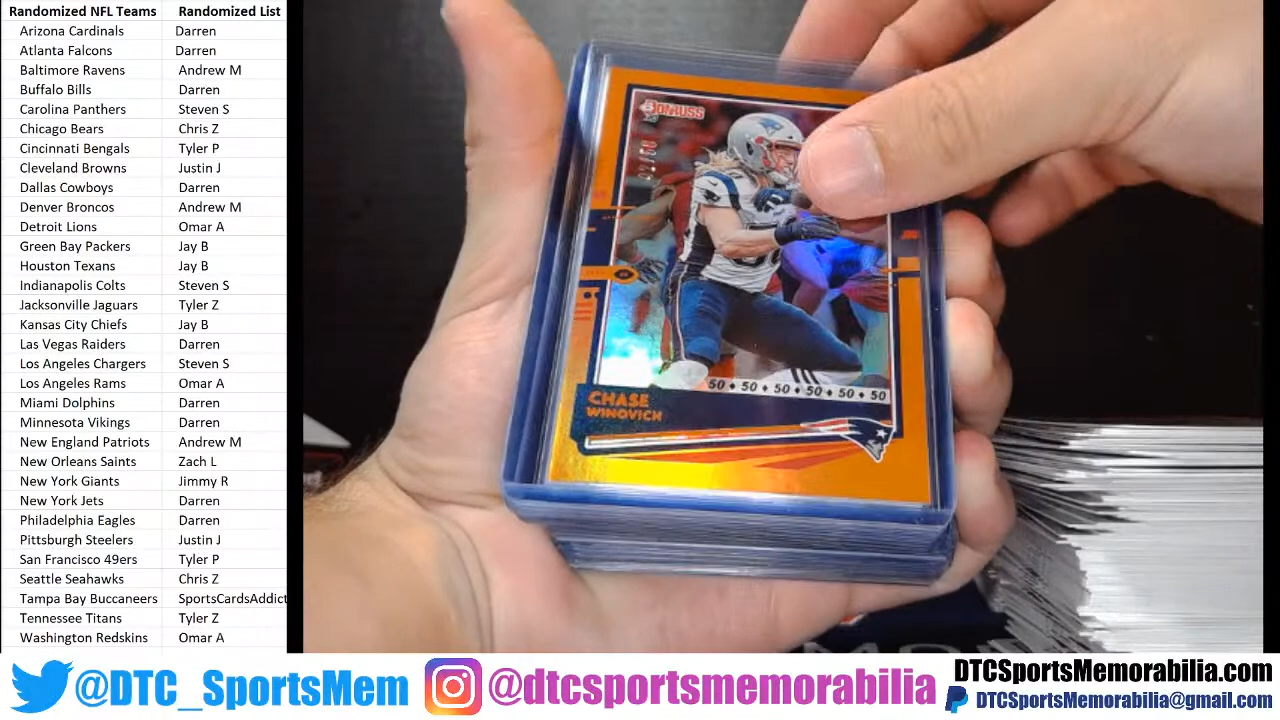 Randomized NFL Teams Randomized List
Arizona Cardinals Darren
Atlanta Falcons Darren
Baltimore Ravens Andrew M
Buffalo Bills Darren
Carolina Panthers Steven S
Chicago Bears Chris Z
Cincinnati Bengals Tyler P
Cleveland Browns Justin J
Dallas Cowboys Darren
Denver Broncos Andrew M
Detroit Lions Omar A
Green Bay Packers Jay B
Houston Texans Jay B
Indianapolis Colts Steven S
Jacksonville Jaguars Tyler Z
Kansas City Chiefs Jay B
Las Vegas Raiders Darren
Los Angeles Chargers Steven S
Los Angeles Rams Omar A
Miami Dolphins Darren
Minnesota Vikings Darren
New England Patriots Andrew M
New Orleans Saints Zach L
New York Giants Jimmy R
New York Jets Darren
Philadelphia Eagles Darren
Pittsburgh Steelers Justin J
San Francisco 49ers Tyler P
Seattle Seahawks Chris Z
Tampa Bay Buccaneers SportsCardsAddict
Tennessee Titans Tyler Z
Washington Redskins Omar A
DONRUSS
50 ♦ 50 ♦ 50 ♦ 50 ♦ 50 ♦ 50
CHASE
WINOVICH
@DTC_SportsMem
@dtcsportsmemorabilia
DTCSportsMemorabilia.com
DTCSportsMemorabilia@gmail.com